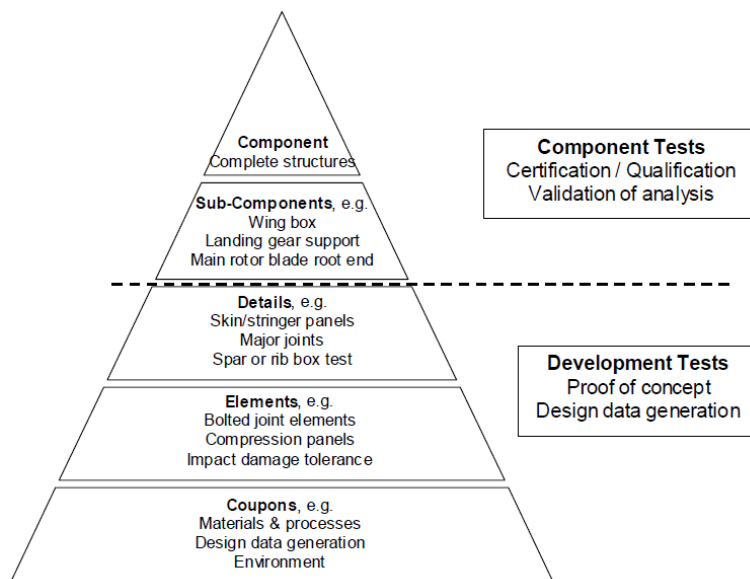 Component
Complete structures
Sub-Components, e.g.
Wing box
Landing gear support
Main rotor blade root end
Details, e.g.
Skin/stringer panels
Major joints
Spar or rib box test
Elements, e.g.
Bolted joint elements
Compression panels
Impact damage tolerance
Coupons, e.g.
Materials & processes
Design data generation
Environment
Component Tests
Certification / Qualification
Validation of analysis
Development Tests
Proof of concept
Design data generation